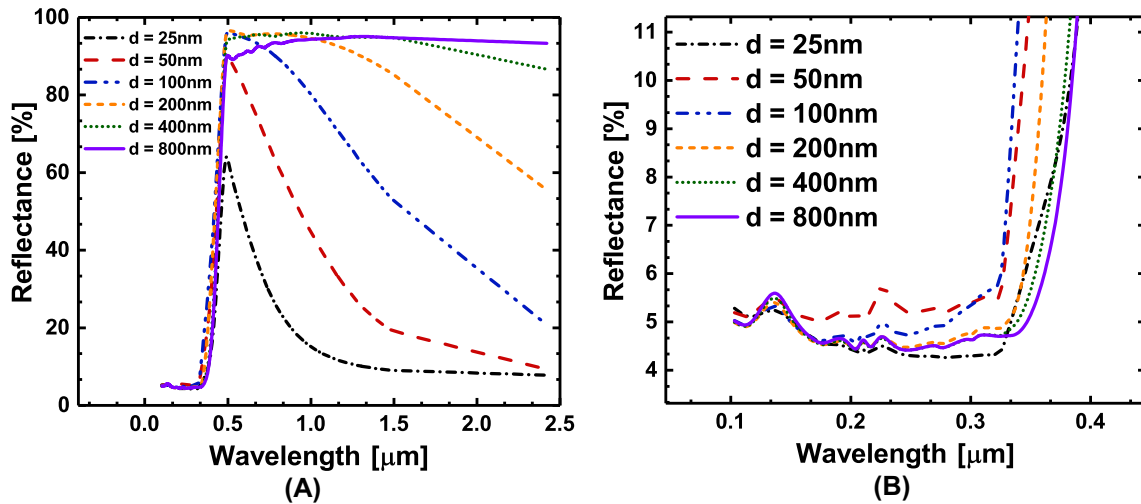 100
80
60
40
20
0
Reflectance [%]
d = 25nm
d = 50nm
d = 100nm
d = 200nm
d = 400nm
d = 800nm
0.0 0.5 1.0 1.5 2.0 2.5
Wavelength [μm]
(A)
11
10
9
8
7
6
5
4
Reflectance [%]
d = 25nm
d = 50nm
d = 100nm
d = 200nm
d = 400nm
d = 800nm
0.1 0.2 0.3 0.4
Wavelength [μm]
(B)